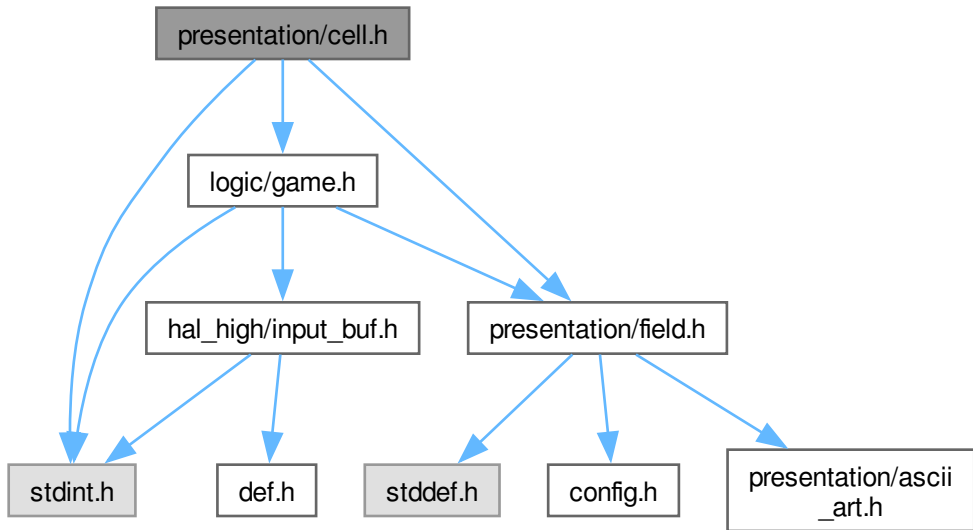 presentation/cell.h
logic/game.h
hal_high/input_buf.h
presentation/field.h
stdint.h
def.h
stddef.h
config.h
presentation/ascii
_art.h